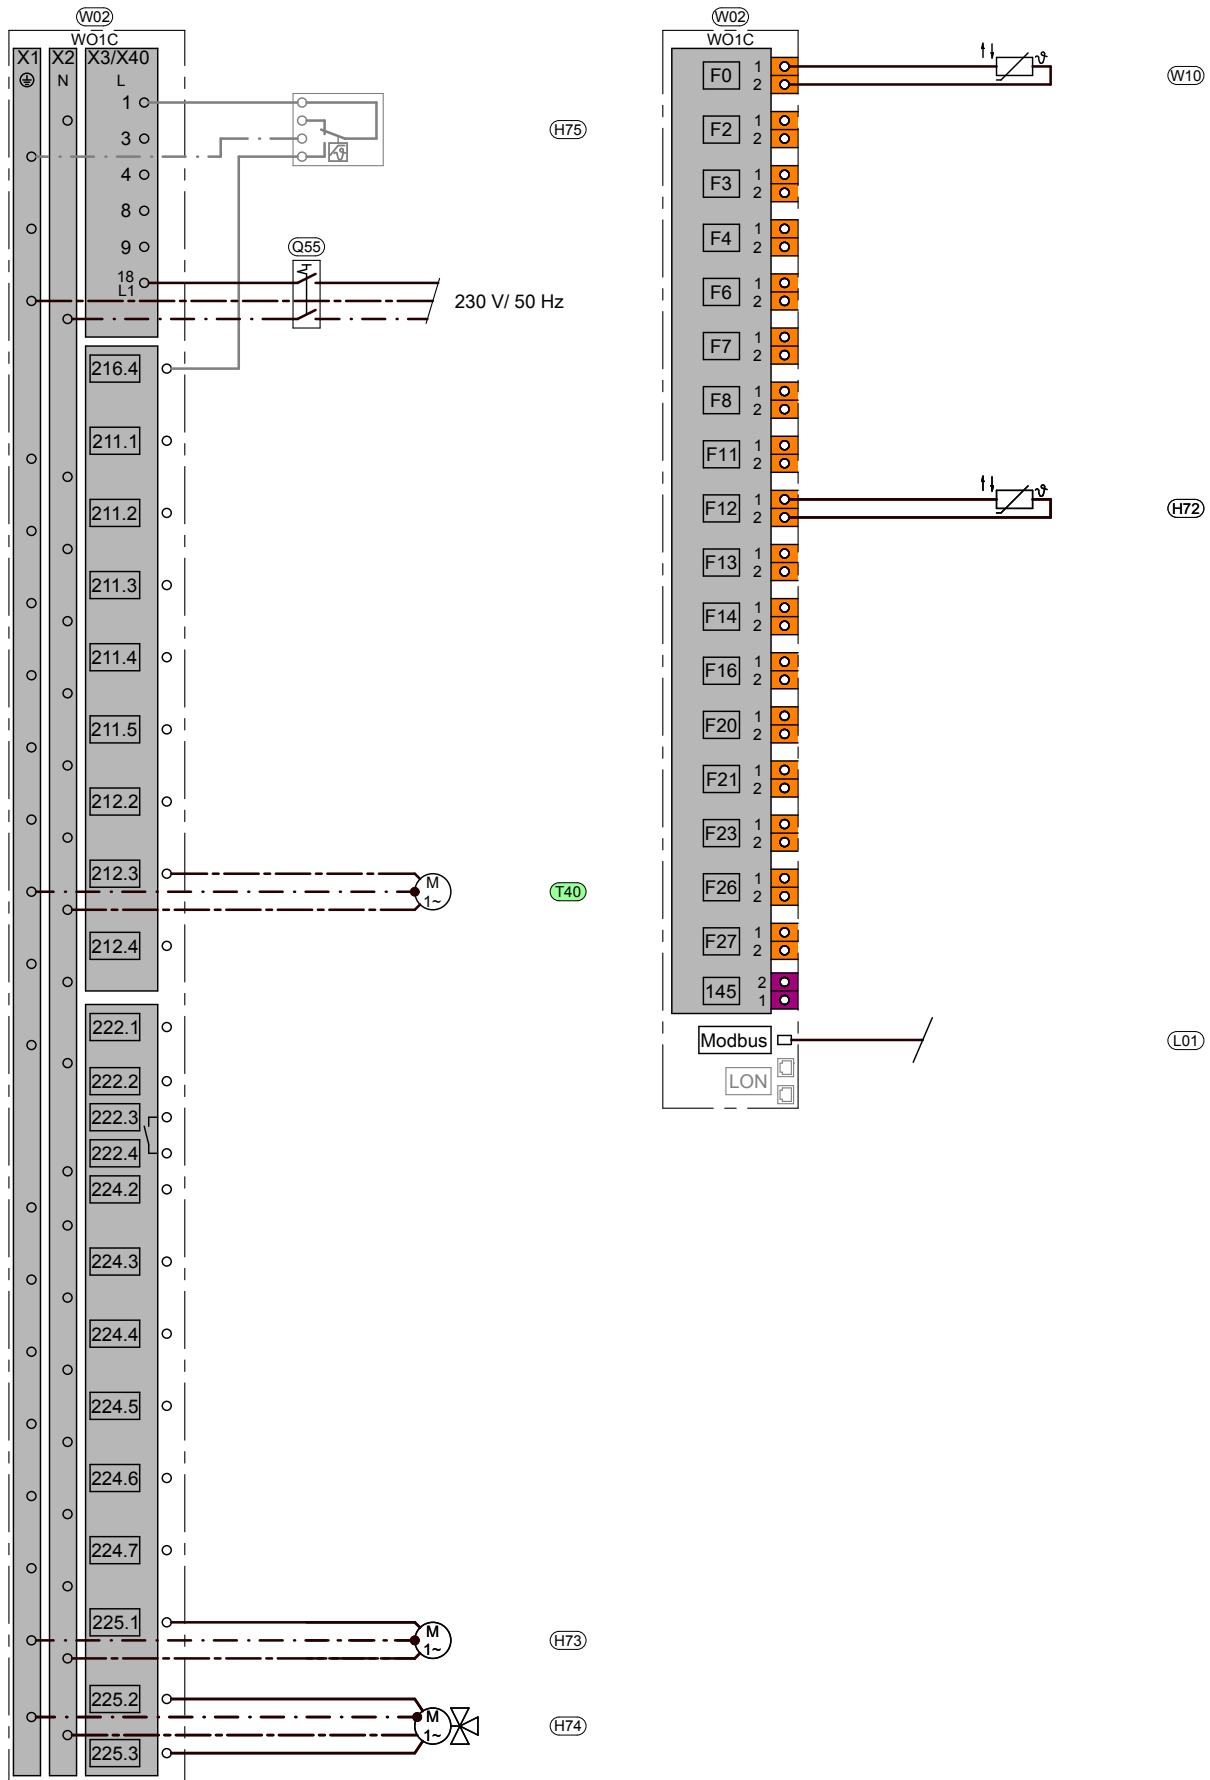 W02
WO1C
X1 X2 X3/X40
N L
1
3
4
8
9
18
L1
H75
Q55
230 V/ 50 Hz
216.4
211.1
211.2
211.3
211.4
211.5
212.2
212.3
M
1~
T40
212.4
222.1
222.2
222.3
222.4
224.2
224.3
224.4
224.5
224.6
224.7
225.1
M
1~
H73
225.2
M
1~
H74
225.3
W02
WO1C
F0 1
2
ϑ
W10
F2 1
2
F3 1
2
F4 1
2
F6 1
2
F7 1
2
F8 1
2
F11 1
2
F12 1
2
ϑ
H72
F13 1
2
F14 1
2
F16 1
2
F20 1
2
F21 1
2
F23 1
2
F26 1
2
F27 1
2
145 2
1
Modbus
L01
LON